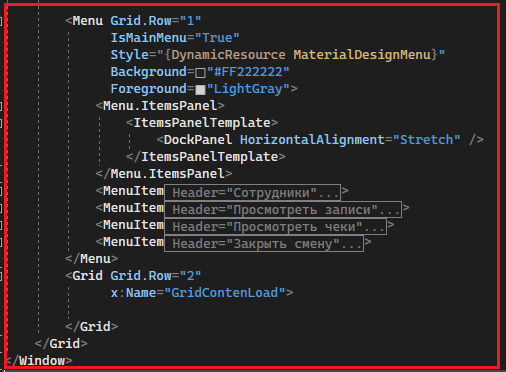 <Menu Grid.Row="1"
IsMainMenu="True"
Style="{DynamicResource MaterialDesignMenu}"
Background="#FF222222"
Foreground="LightGray">
<Menu.ItemsPanel>
<ItemsPanelTemplate>
<DockPanel HorizontalAlignment="Stretch" />
</ItemsPanelTemplate>
</Menu.ItemsPanel>
<MenuItem Header="Сотрудники"...>
<MenuItem Header="Просмотреть записи"...>
<MenuItem Header="Просмотреть чеки"...>
<MenuItem Header="Закрыть смену"...>
</Menu>
<Grid Grid.Row="2"
x:Name="GridContenLoad">
</Grid>
</Grid>
</Window>